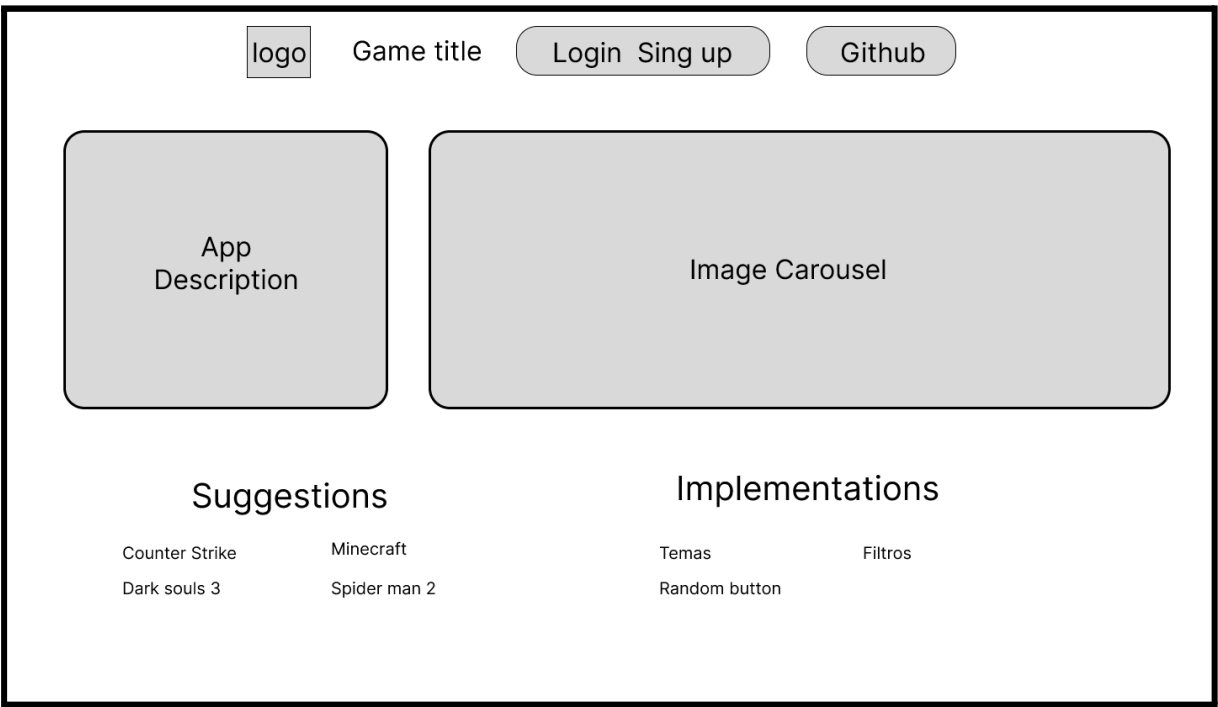 logo
Game title
Login  Sing up
Github
App
Description
Image Carousel
Suggestions
Counter Strike
Minecraft
Dark souls 3
Spider man 2
Implementations
Temas
Filtros
Random button